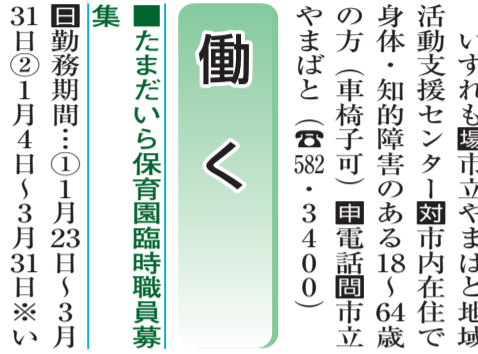 いずれも場市立やまばと地域
活動支援センター対市内在住で
身体・知的障害のある18～64歳
の方（車椅子可）申電話問市立
やまばと（☎582・3400）
働く
■たまだいら保育園臨時職員募
集
日勤務期間…①1月23日～3月
31日②1月4日～3月31日※い